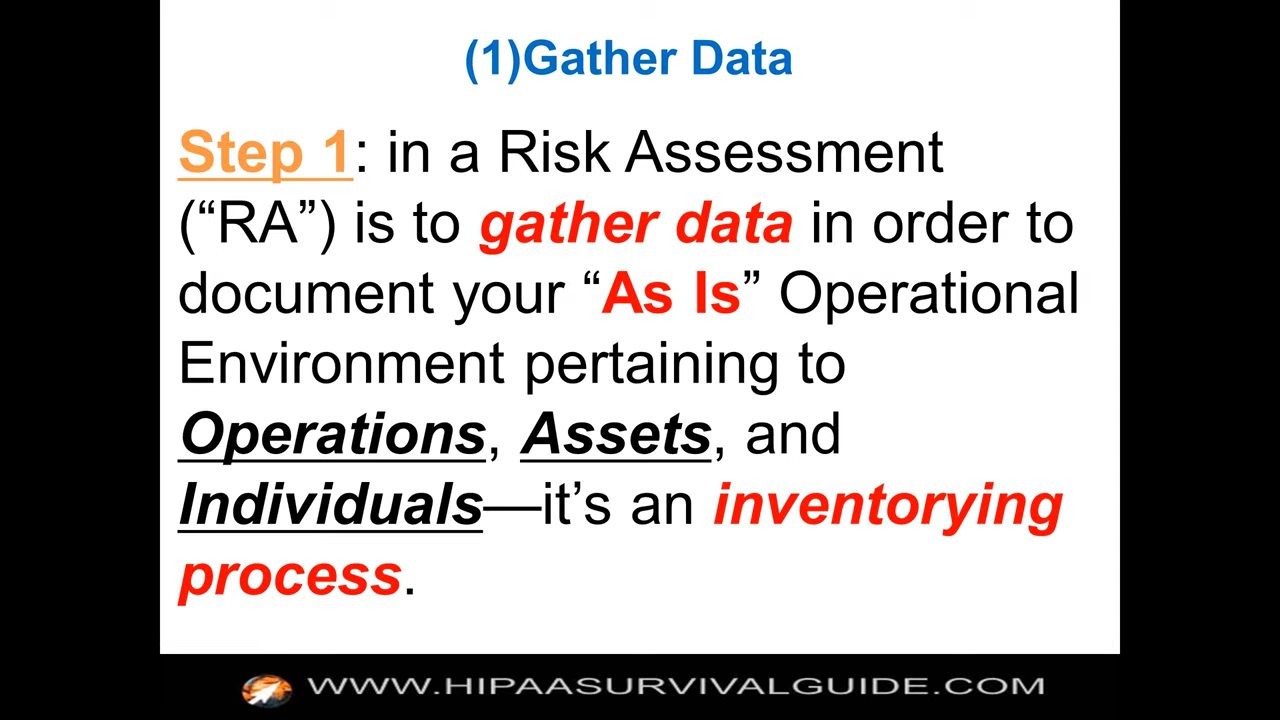 (1)Gather Data
Step 1: in a Risk Assessment
(“RA”) is to gather data in order to
document your “As Is” Operational
Environment pertaining to
Operations, Assets, and
Individuals—it’s an inventorying
process.
WWW.HIPAASURVIVALGUIDE.COM